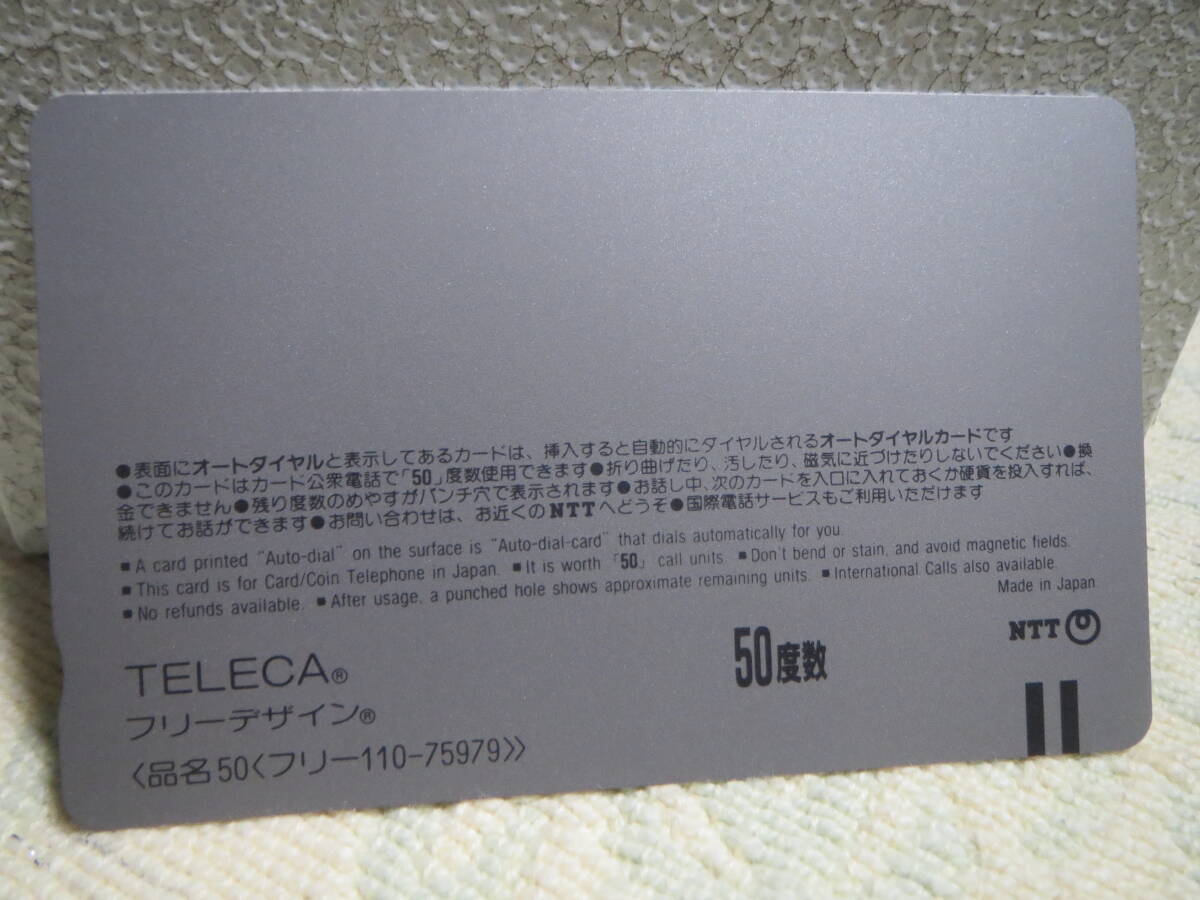 ●表面にオートダイヤルと表示してあるカードは、挿入すると自動的にダイヤルされるオートダイヤルカードです
●このカードはカード公衆電話で「50」度数使用できます●折り曲げたり、汚したり、磁気に近づけたりしないでください●換
金できません●残り度数のめやすがパンチ穴で表示されます●お話し中、次のカードを入口に入れておくか硬貨を投入すれば、
続けてお話ができます●お問い合わせは、お近くのNTTへどうぞ●国際電話サービスもご利用いただけます
■A card printed "Auto-dial" on the surface is "Auto-dial-card" that dials automatically for you.
■This card is for Card/Coin Telephone in Japan. ■It is worth「50」call units ■Don't bend or stain, and avoid magnetic fields.
■No refunds available. ■After usage, a punched hole shows approximate remaining units. ■International Calls also available.
Made in Japan
NTT
50度数
TELECA®
フリーデザイン®
〈品名50〈フリー110-75979〉〉